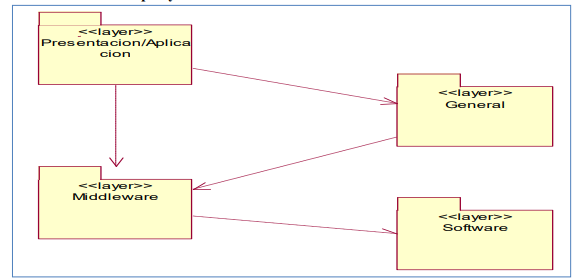 <<layer>>
Presentacion/Aplica
cion
<<layer>>
General
<<layer>>
Middleware
<<layer>>
Software